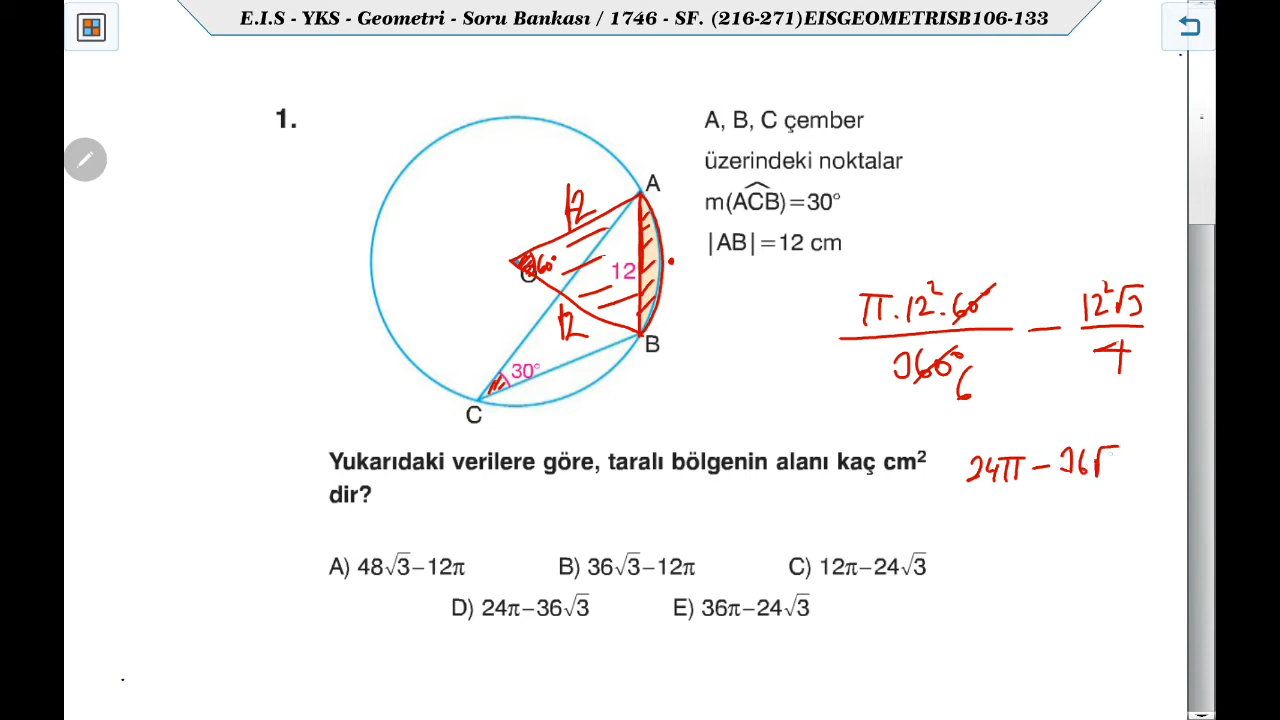 E.I.S - YKS - Geometri - Soru Bankası / 1746 - SF. (216-271)EISGEOMETRISB106-133
1.
A, B, C çember
üzerindeki noktalar
m(ACB)=30°
|AB|=12 cm
A
12
60°
12
O
12
B
30°
C
π.12².60 / 360 6 - 12²√3 / 4
Yukarıdaki verilere göre, taralı bölgenin alanı kaç cm²
dir?
24π - 36√
A) 48√3−12π B) 36√3−12π C) 12π−24√3
D) 24π−36√3 E) 36π−24√3